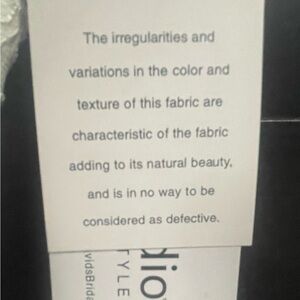 The irregularities and
variations in the color and
texture of this fabric are
characteristic of the fabric
adding to its natural beauty,
and is in no way to be
considered as defective.